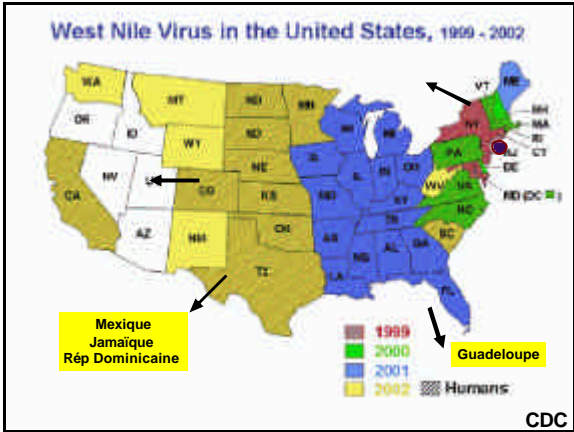 West Nile Virus in the United States, 1999 - 2002
WA
MT
ND
MN
VT
ME
NH
MA
RI
CT
NY
OR
ID
WY
WI
MI
PA
NJ
DE
MD (DC )
NV
NE
IA
IL
IN
OH
WV
VA
CA
CO
KS
MO
KY
NC
TN
SC
AZ
NM
OK
AR
TX
MS
AL
GA
LA
FL
Mexique
Jamaïque
Rép Dominicaine
Guadeloupe
1999
2000
2001
2002
Humans
CDC